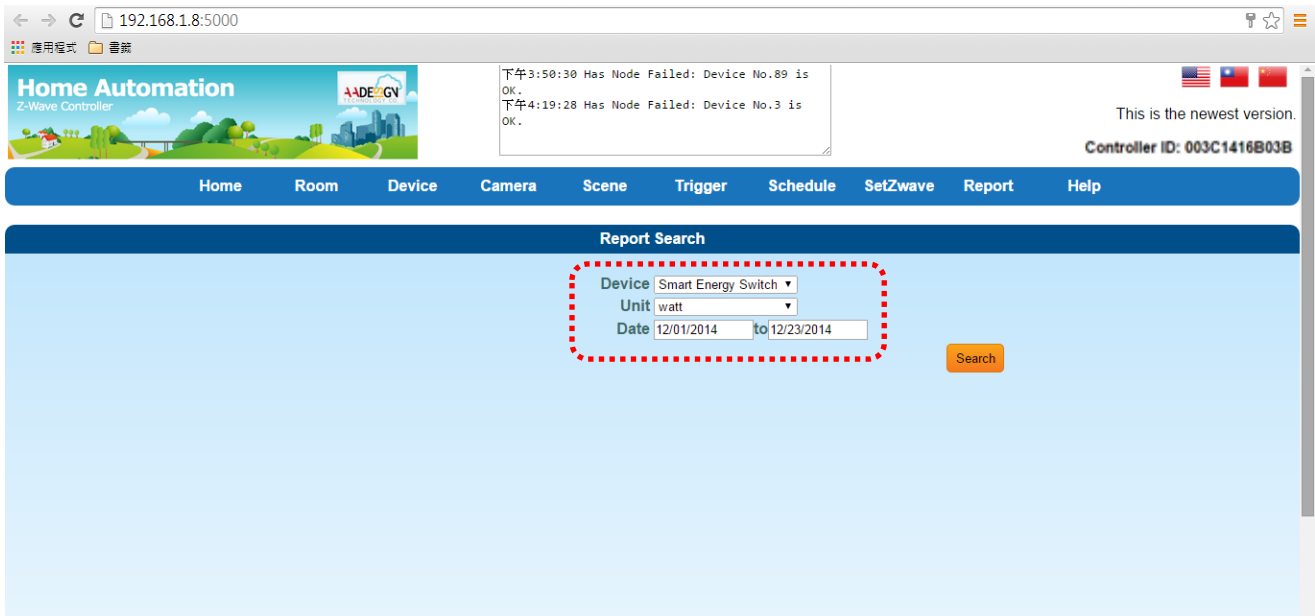 192.168.1.8:5000
應用程式 書籤
Home Automation
Z-Wave Controller
AADESIGN
TECHNOLOGY CO.
下午3:50:30 Has Node Failed: Device No.89 is
OK.
下午4:19:28 Has Node Failed: Device No.3 is
OK.
This is the newest version.
Controller ID: 003C1416B03B
Home Room Device Camera Scene Trigger Schedule SetZwave Report Help
Report Search
Device Smart Energy Switch
Unit watt
Date 12/01/2014 to 12/23/2014
Search